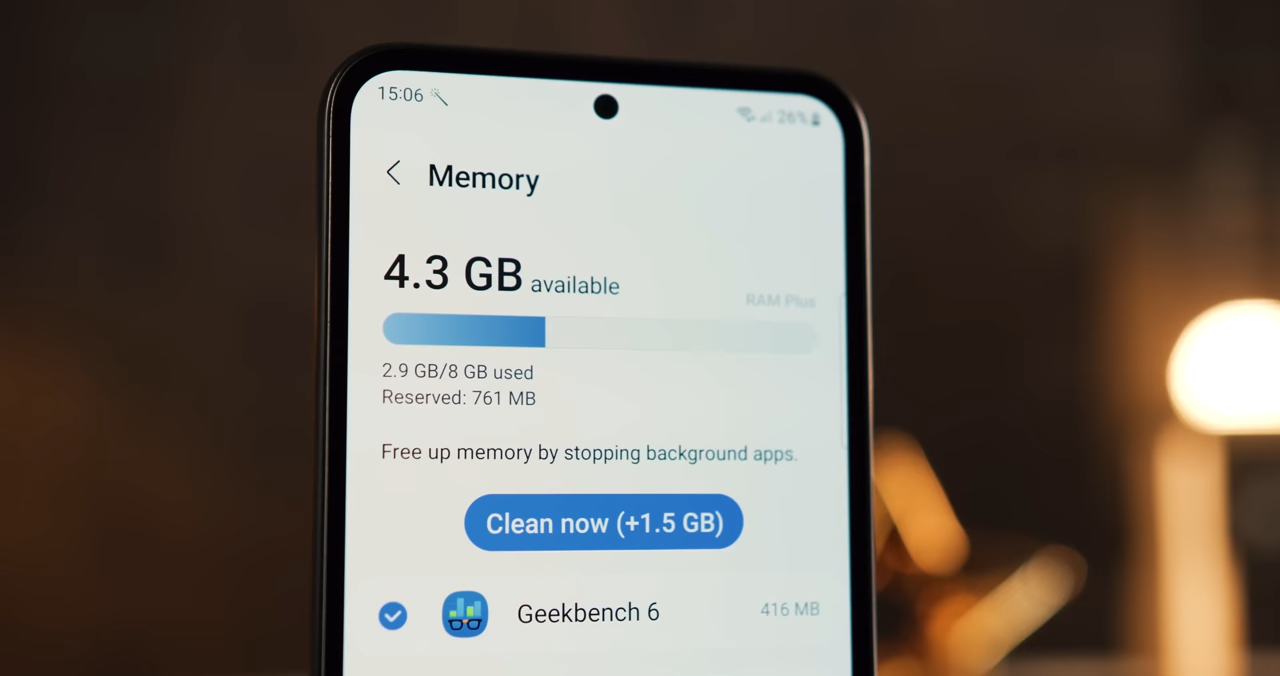 15:06 26%
Memory
4.3 GB available
RAM Plus
2.9 GB/8 GB used
Reserved: 761 MB
Free up memory by stopping background apps.
Clean now (+1.5 GB)
Geekbench 6 416 MB